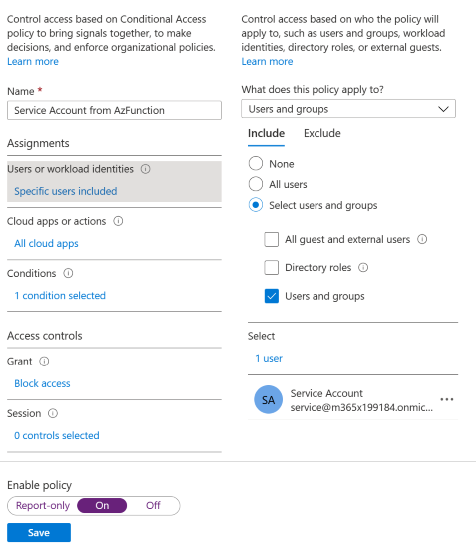 Control access based on Conditional Access
policy to bring signals together, to make
decisions, and enforce organizational policies.
Learn more
Name *
Service Account from AzFunction
Assignments
Users or workload identities
Specific users included
Cloud apps or actions
All cloud apps
Conditions
1 condition selected
Access controls
Grant
Block access
Session
0 controls selected
Control access based on who the policy will
apply to, such as users and groups, workload
identities, directory roles, or external guests.
Learn more
What does this policy apply to?
Users and groups
Include Exclude
None
All users
Select users and groups
All guest and external users
Directory roles
Users and groups
Select
1 user
SA
Service Account
service@m365x199184.onmic...
Enable policy
Report-only On Off
Save